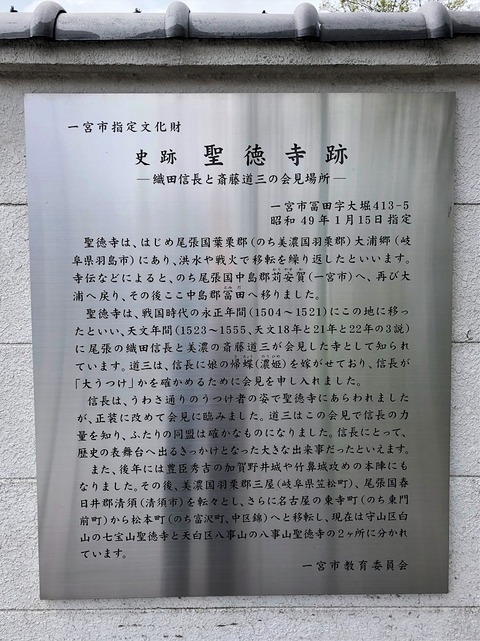 一宮市指定文化財
史跡 聖徳寺跡
―織田信長と斎藤道三の会見場所―
一宮市冨田字大堀413-5
昭和49年1月15日指定
聖徳寺は、はじめ尾張国葉栗郡(のち美濃国羽栗郡)大浦郷(岐
阜県羽島市)にあり、洪水や戦火で移転を繰り返したといいます。
寺伝などによると、のち尾張国中島郡苅安賀(一宮市)へ、再び大
浦へ戻り、その後ここ中島郡冨田へ移りました。
聖徳寺は、戦国時代の永正年間(1504~1521)にこの地に移っ
たといい、天文年間(1523~1555、天文18年と21年と22年の3説)
に尾張の織田信長と美濃の斎藤道三が会見した寺として知られ
ています。道三は、信長に娘の帰蝶(濃姫)を嫁がせており、信長が
「大うつけ」かを確かめるために会見を申し入れました。
信長は、うわさ通りのうつけ者の姿で聖徳寺にあらわれました
が、正装に改めて会見に臨みました。道三はこの会見で信長の力
量を知り、ふたりの同盟は確かなものになりました。信長にとって、
歴史の表舞台へ出るきっかけとなった大きな出来事だったといえます。
また、後年には豊臣秀吉の加賀野井城や竹鼻城攻めの本陣にも
なりました。その後、美濃国羽栗郡三屋(岐阜県笠松町)、尾張国春
日井郡清須(清須市)を転々とし、さらに名古屋の東寺町(のち東門
前町)から松本町(のち富沢町、中区錦)へと移転し、現在は守山区白
山の七宝山聖徳寺と天白区八事山の八事山聖徳寺の2ヶ所に分かれ
ています。
一宮市教育委員会